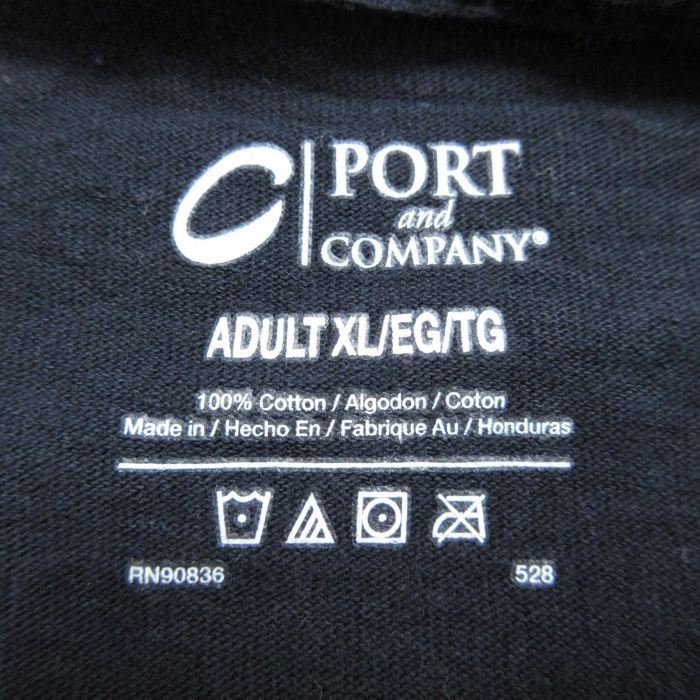 PORT
and
COMPANY®
ADULT XL/EG/TG
100% Cotton / Algodon / Coton
Made in / Hecho En / Fabrique Au / Honduras
RN90836 528